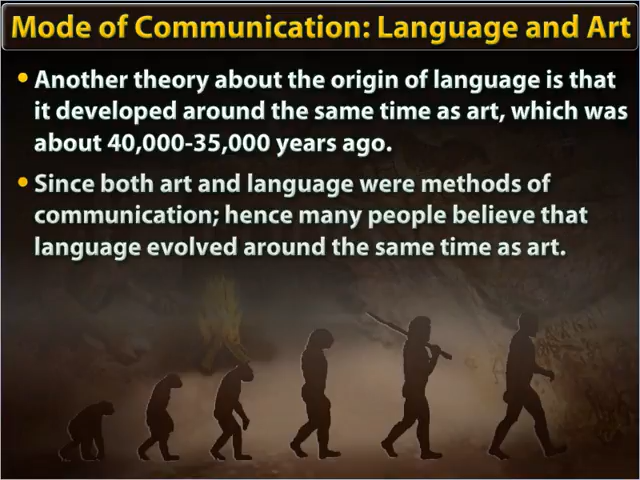 Mode of Communication: Language and Art
• Another theory about the origin of language is that
it developed around the same time as art, which was
about 40,000-35,000 years ago.
• Since both art and language were methods of
communication; hence many people believe that
language evolved around the same time as art.